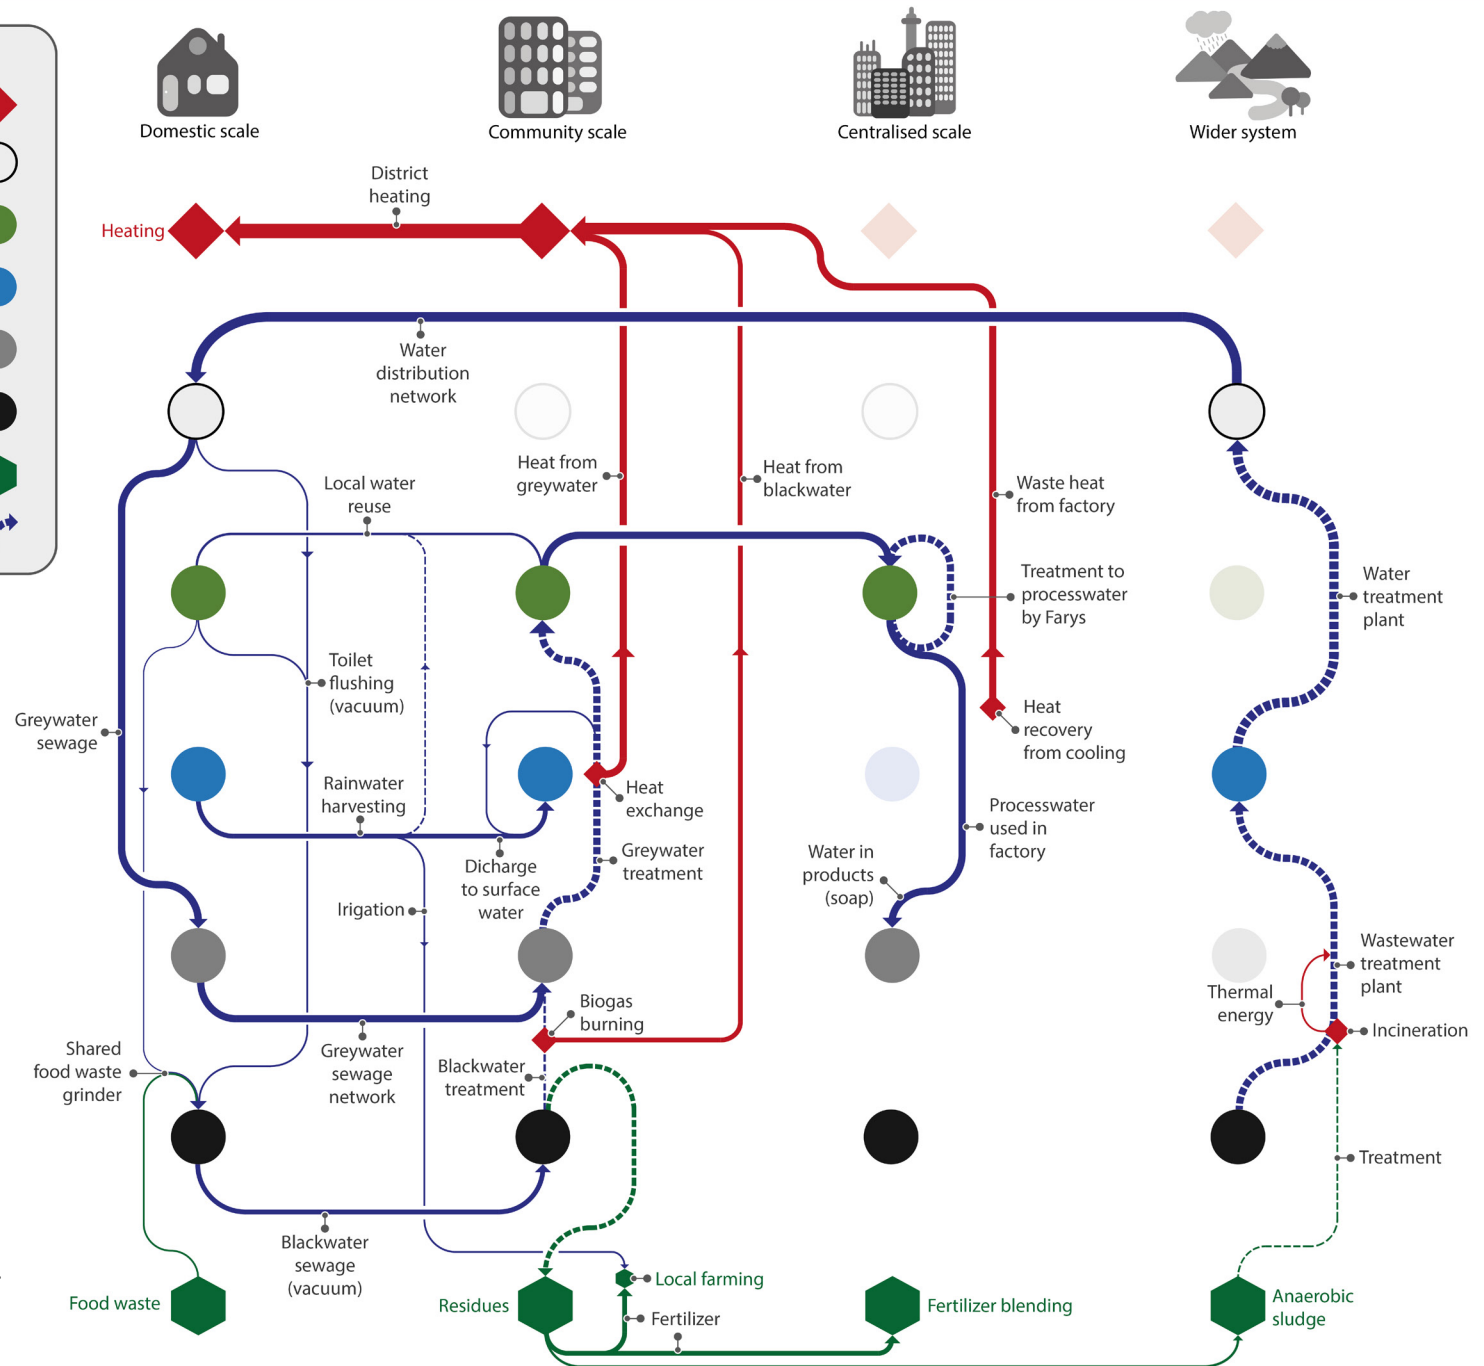 Domestic scale
Community scale
Centralised scale
Wider system
District
heating
Heating
Water
distribution
network
Heat from
greywater
Heat from
blackwater
Waste heat
from factory
Local water
reuse
Treatment to
processwater
by Farys
Water
treatment
plant
Toilet
flushing
(vacuum)
Greywater
sewage
Heat
recovery
from cooling
Rainwater
harvesting
Heat
exchange
Processwater
used in
factory
Dicharge
to surface
water
Greywater
treatment
Water in
products
(soap)
Irigation
Wastewater
treatment
plant
Thermal
energy
Biogas
burning
Incineration
Shared
food waste
grinder
Greywater
sewage
network
Blackwater
treatment
Treatment
Blackwater
sewage
(vacuum)
Local farming
Food waste
Residues
Fertilizer
Fertilizer blending
Anaerobic
sludge